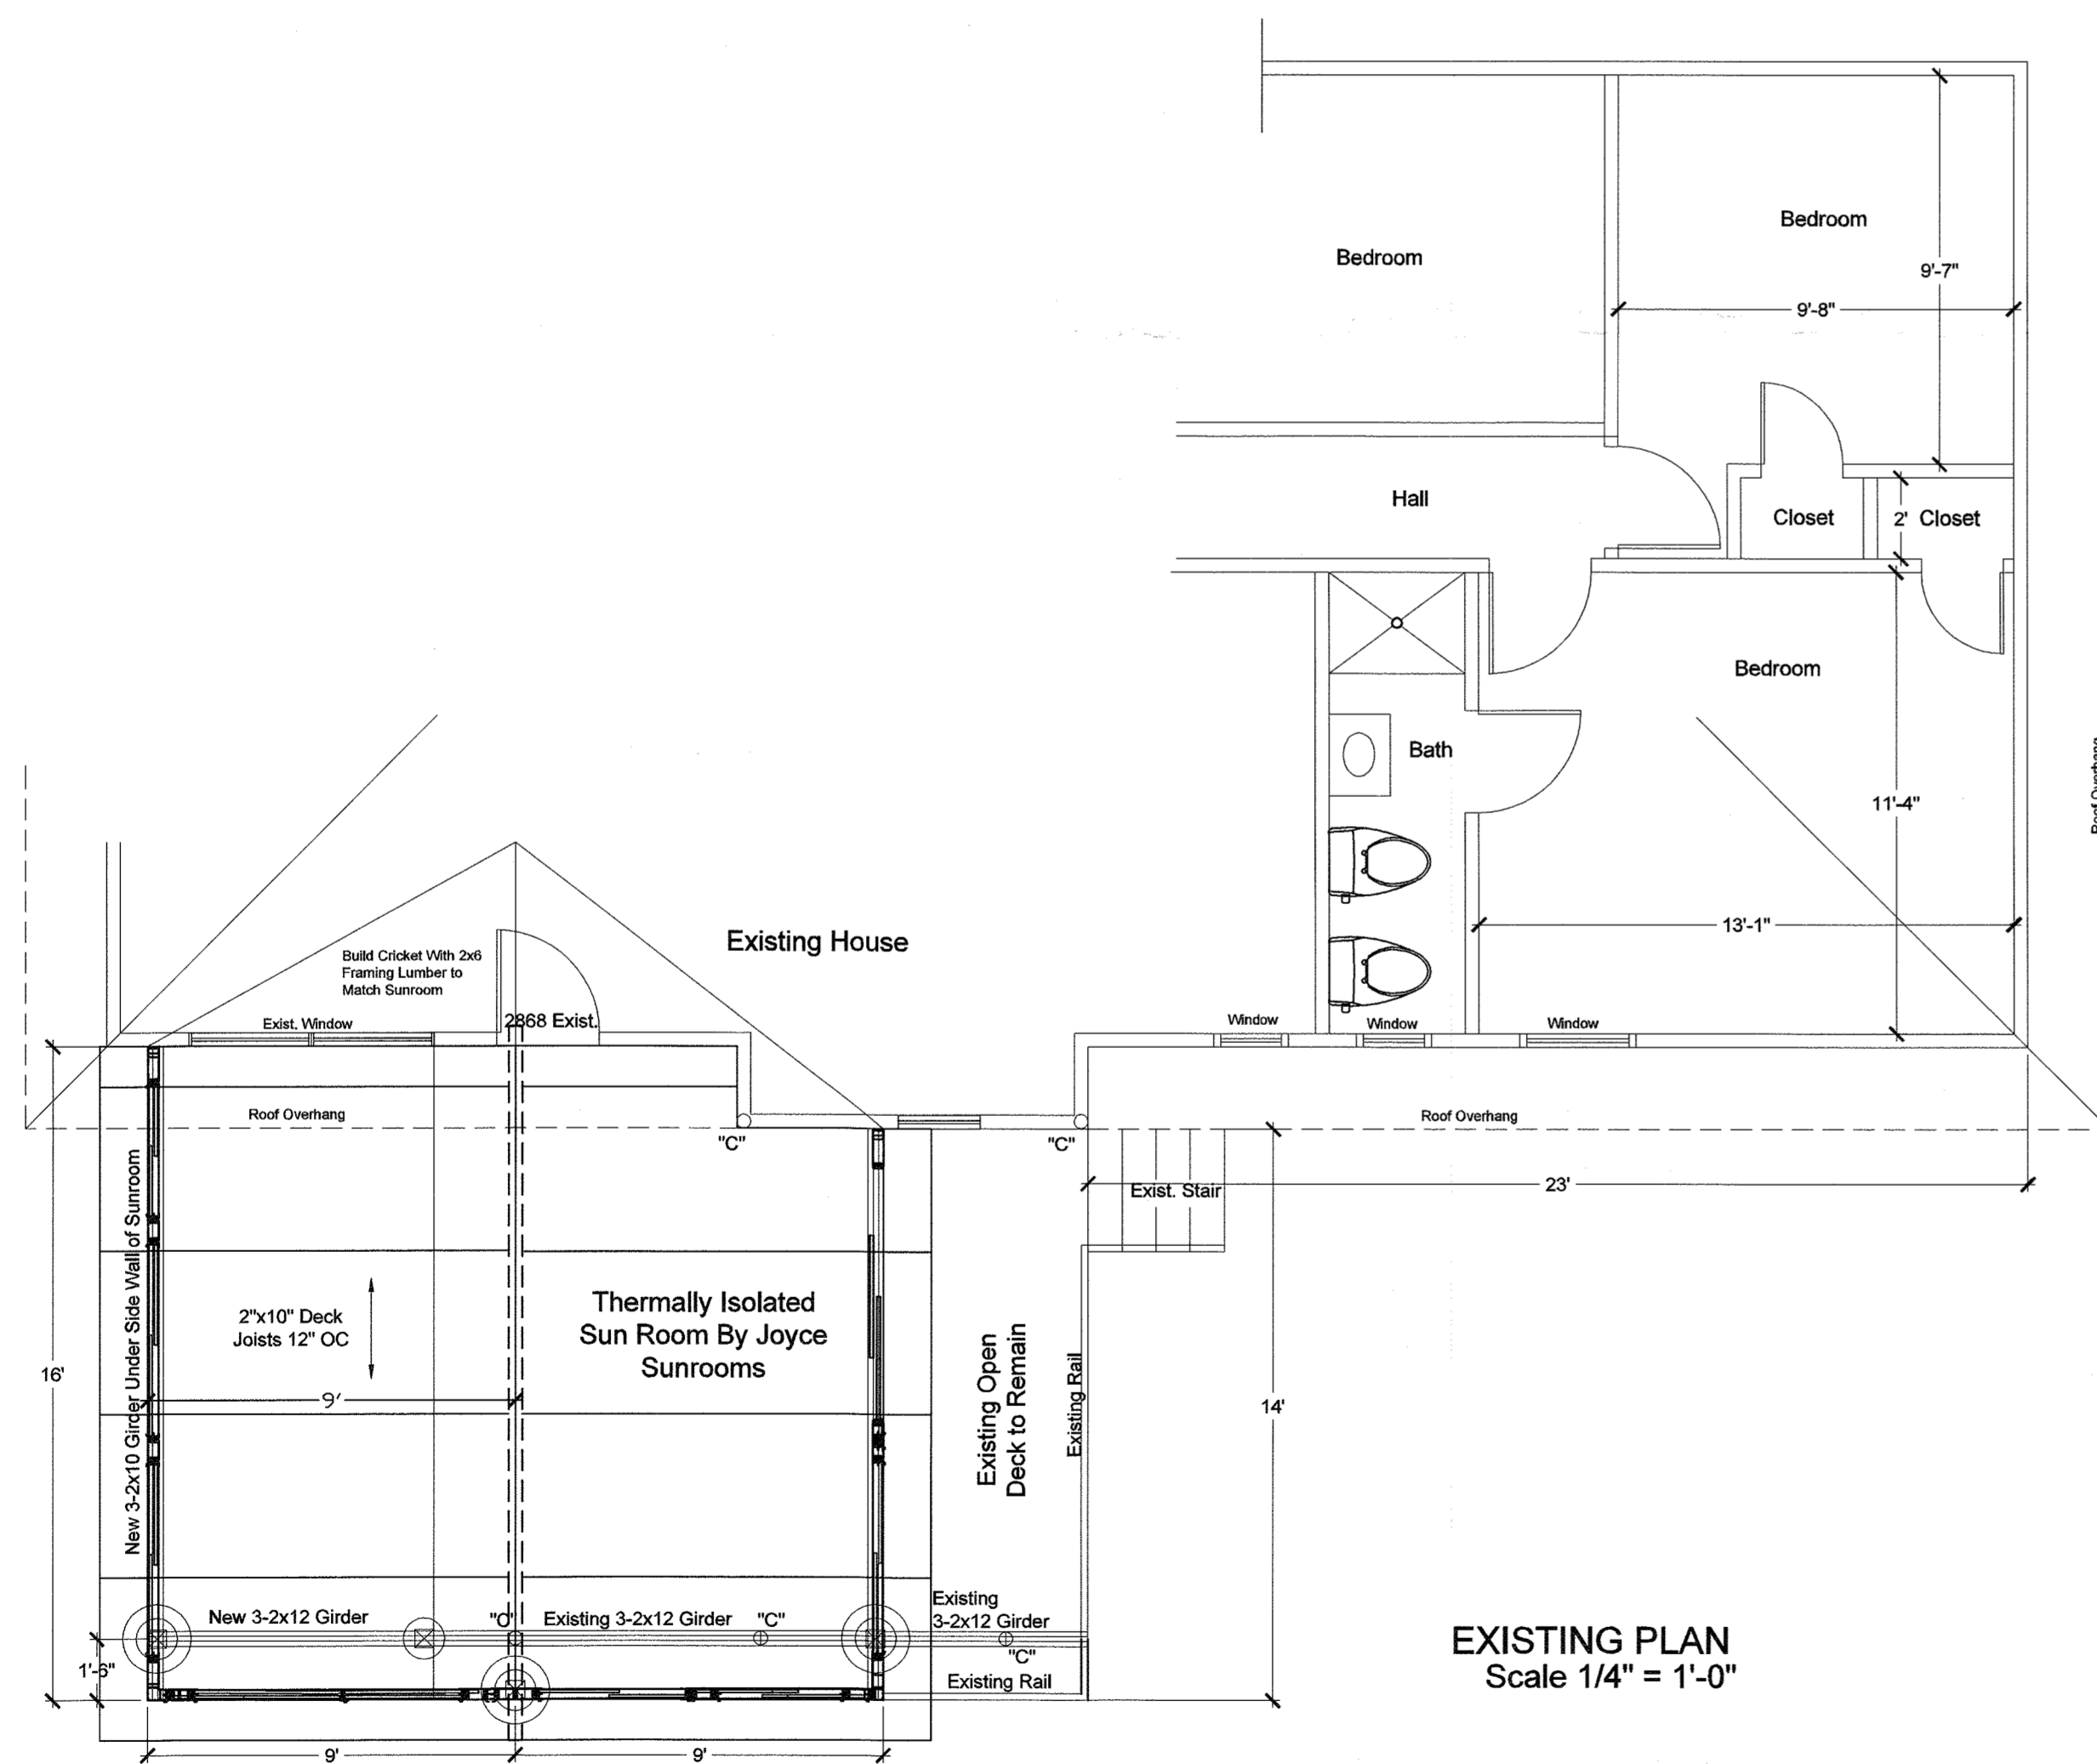 Bedroom
Bedroom
9'-7"
9'-8"
Hall
Closet
2'
Closet
Bedroom
Bath
Roof Overhang
11'-4"
13'-1"
Existing House
Build Cricket With 2x6
Framing Lumber to
Match Sunroom
Exist. Window
2868 Exist.
Window
Window
Window
Roof Overhang
Roof Overhang
"C"
"C"
Exist. Stair
23'
New 3-2x10 Girder Under Side Wall of Sunroom
2"x10" Deck
Joists 12" OC
Thermally Isolated
Sun Room By Joyce
Sunrooms
Existing Open
Deck to Remain
Existing Rail
16'
9'
14'
New 3-2x12 Girder
"C"
Existing 3-2x12 Girder
"C"
Existing
3-2x12 Girder
"C"
1'-6"
Existing Rail
EXISTING PLAN
Scale 1/4" = 1'-0"
9'
9'